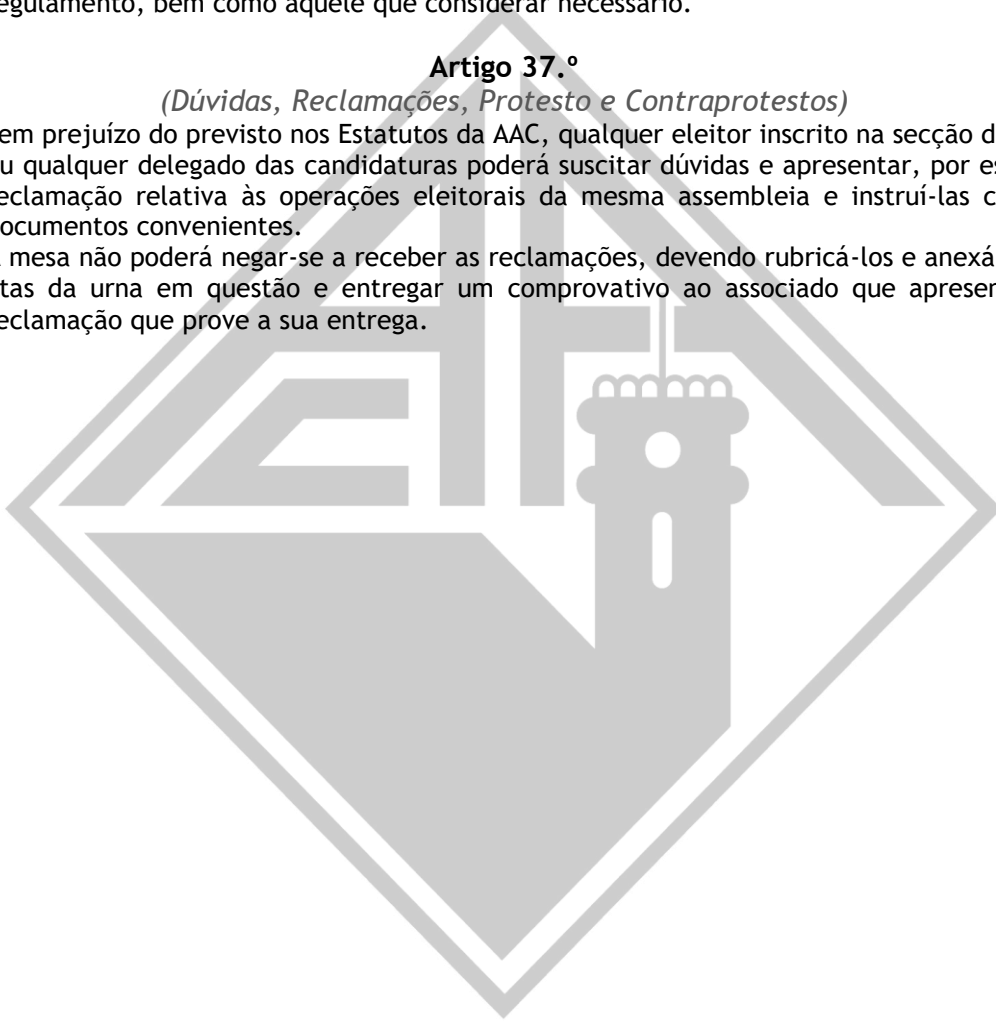 egulamento, bem como aquele que considerar necessário.
Artigo 37.º
(Dúvidas, Reclamações, Protesto e Contraprotestos)
em prejuízo do previsto nos Estatutos da AAC, qualquer eleitor inscrito na secção d
u qualquer delegado das candidaturas poderá suscitar dúvidas e apresentar, por es
eclamação relativa às operações eleitorais da mesma assembleia e instruí-las c
ocumentos convenientes.
mesa não poderá negar-se a receber as reclamações, devendo rubricá-los e anexá
tas da urna em questão e entregar um comprovativo ao associado que apresen
eclamação que prove a sua entrega.